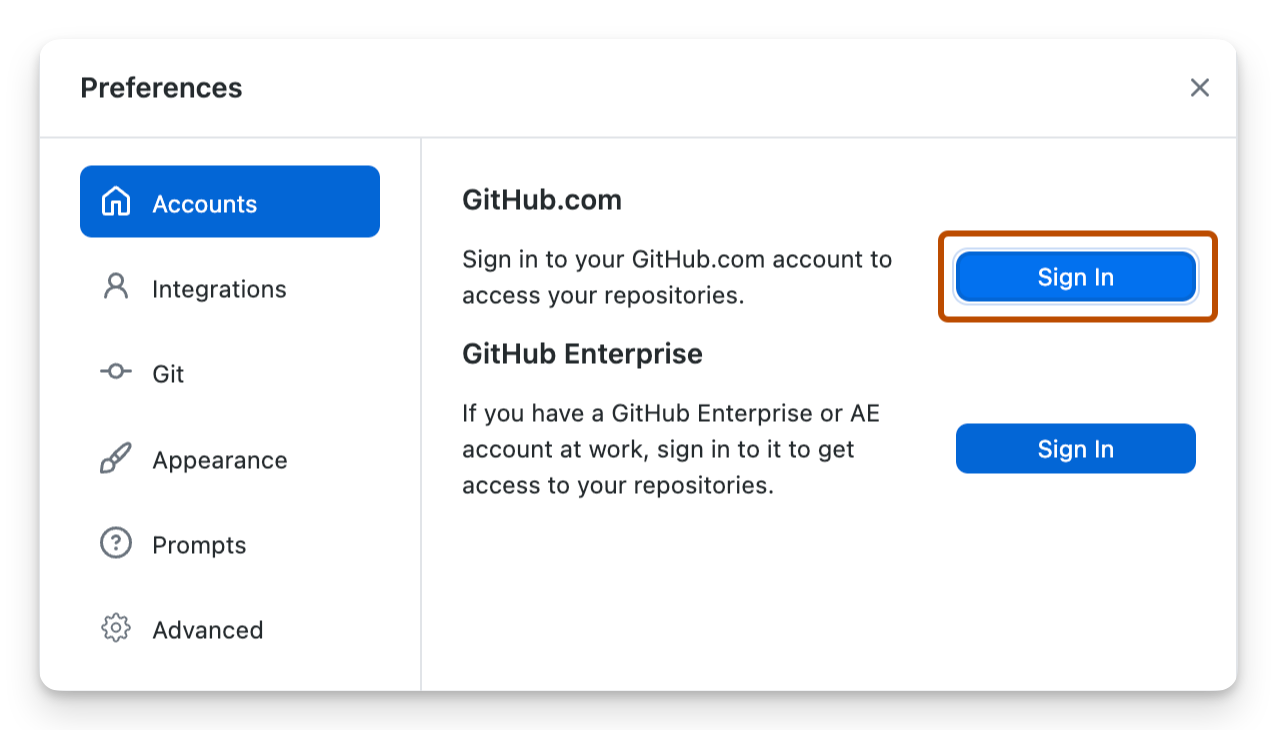 Preferences
Accounts
Integrations
Git
Appearance
Prompts
Advanced
GitHub.com
Sign in to your GitHub.com account to
access your repositories.
Sign In
GitHub Enterprise
If you have a GitHub Enterprise or AE
account at work, sign in to it to get
access to your repositories.
Sign In